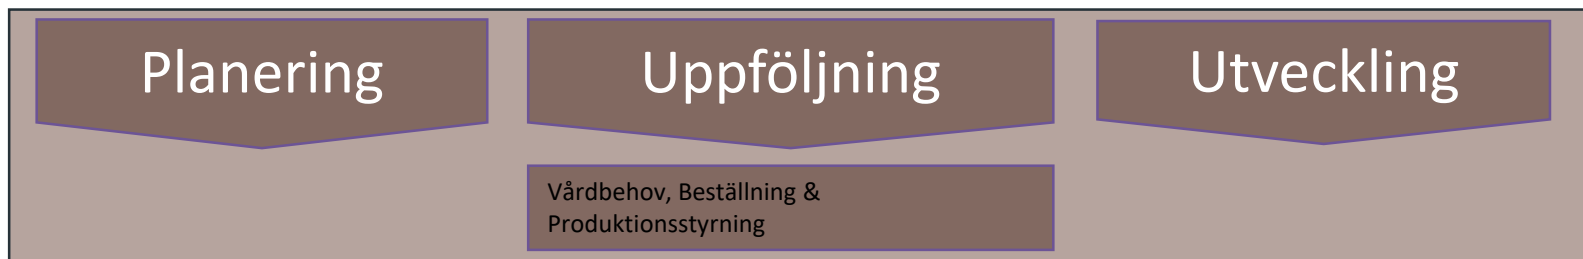 Planering
Uppföljning
Utveckling
Vårdbehov, Beställning &
Produktionsstyrning